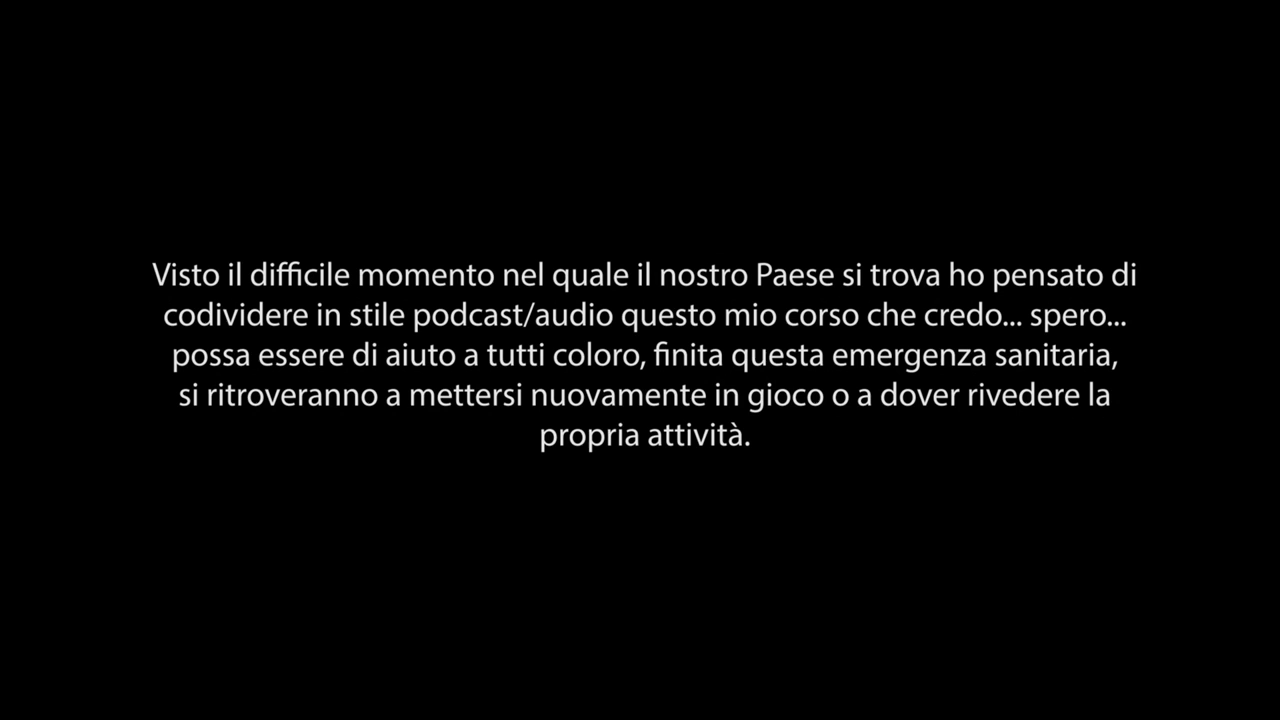 Visto il difficile momento nel quale il nostro Paese si trova ho pensato di
codividere in stile podcast/audio questo mio corso che credo... spero...
possa essere di aiuto a tutti coloro, finita questa emergenza sanitaria,
si ritroveranno a mettersi nuovamente in gioco o a dover rivedere la
propria attività.